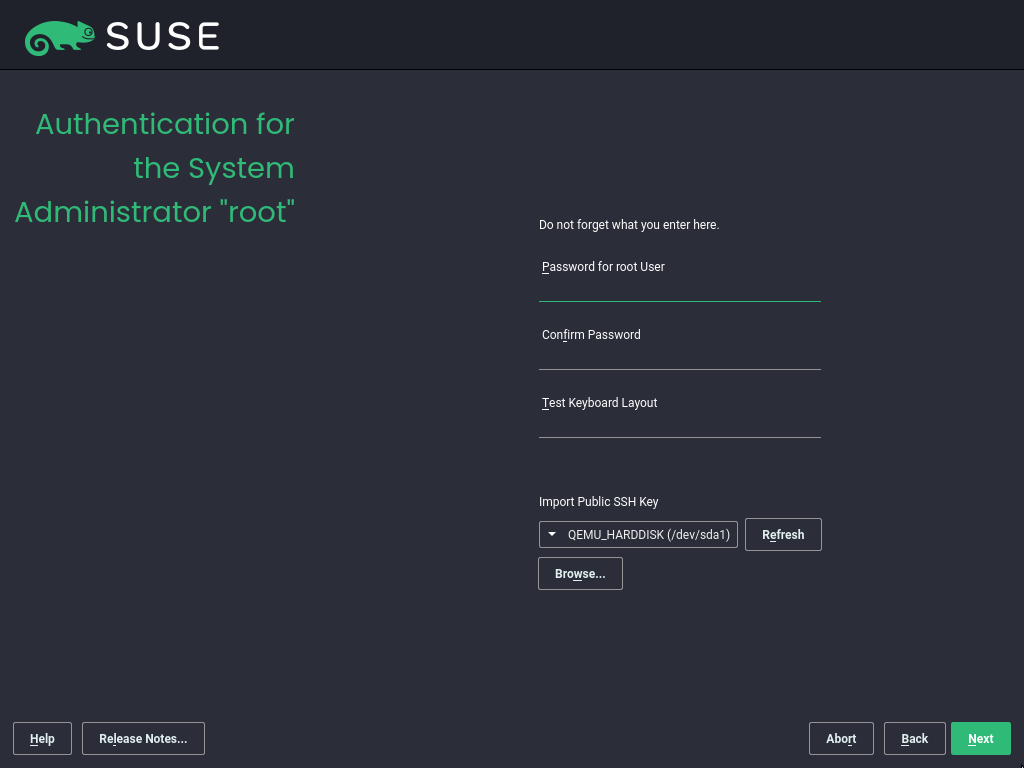 SUSE
Authentication for
the System
Administrator "root"
Do not forget what you enter here.
Password for root User
Confirm Password
Test Keyboard Layout
Import Public SSH Key
QEMU_HARDDISK (/dev/sda1) Refresh
Browse...
Help Release Notes... Abort Back Next